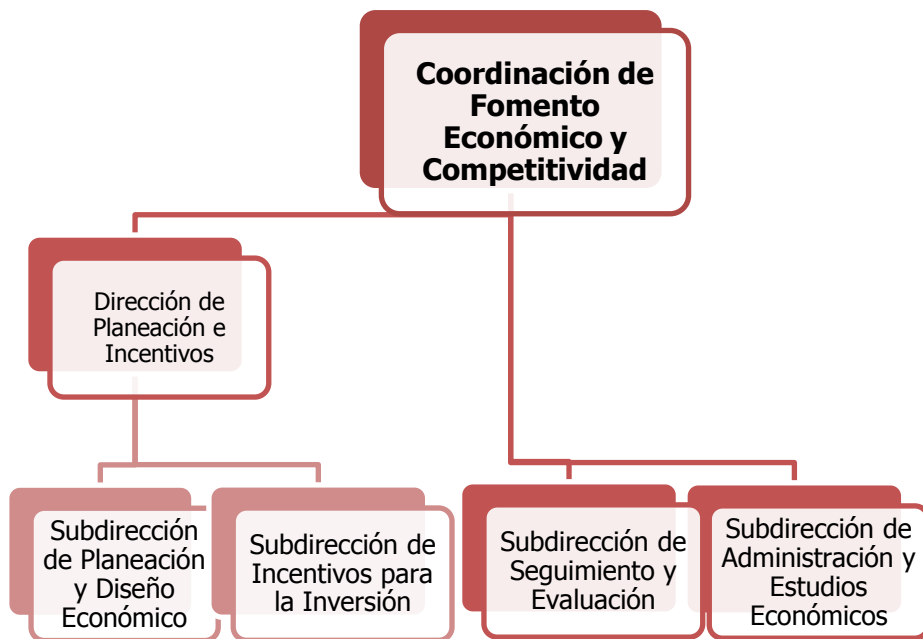 Coordinación de
Fomento
Económico y
Competitividad
Dirección de
Planeación e
Incentivos
Subdirección
de Planeación
y Diseño
Económico
Subdirección de
Incentivos para
la Inversión
Subdirección de
Seguimiento y
Evaluación
Subdirección de
Administración y
Estudios
Económicos